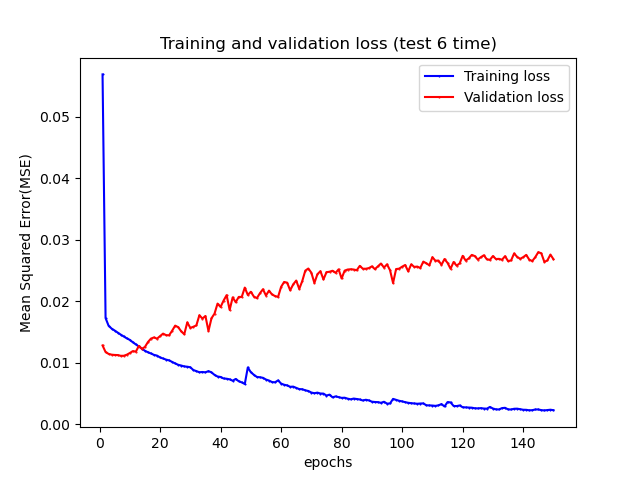 Training and validation loss (test 6 time)
Training loss
Validation loss
Mean Squared Error(MSE)
0.05
0.04
0.03
0.02
0.01
0.00
0 20 40 60 80 100 120 140
epochs